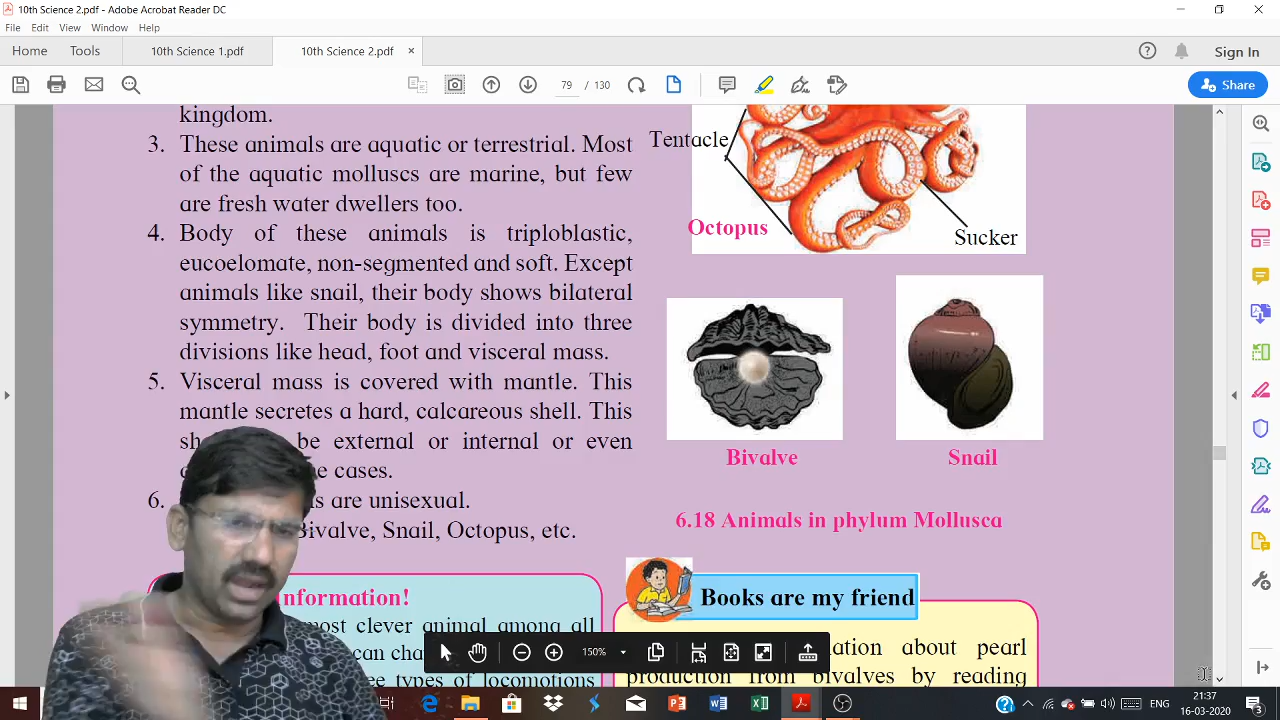 10th Science 2.pdf - Adobe Acrobat Reader DC
File Edit View Window Help
Home Tools 10th Science 1.pdf 10th Science 2.pdf × Sign In
79 / 130 Share
kingdom.
3. These animals are aquatic or terrestrial. Most
of the aquatic molluscs are marine, but few
are fresh water dwellers too.
4. Body of these animals is triploblastic,
eucoelomate, non-segmented and soft. Except
animals like snail, their body shows bilateral
symmetry. Their body is divided into three
divisions like head, foot and visceral mass.
5. Visceral mass is covered with mantle. This
mantle secretes a hard, calcareous shell. This
be external or internal or even
cases.
6. are unisexual.
Bivalve, Snail, Octopus, etc.
Tentacle
Octopus
Sucker
Bivalve
Snail
6.18 Animals in phylum Mollusca
nformation!
most clever animal among all
can
types of locomotions
Books are my friend
about pearl
production from bivalves by reading
150%
ENG
21:37
16-03-2020